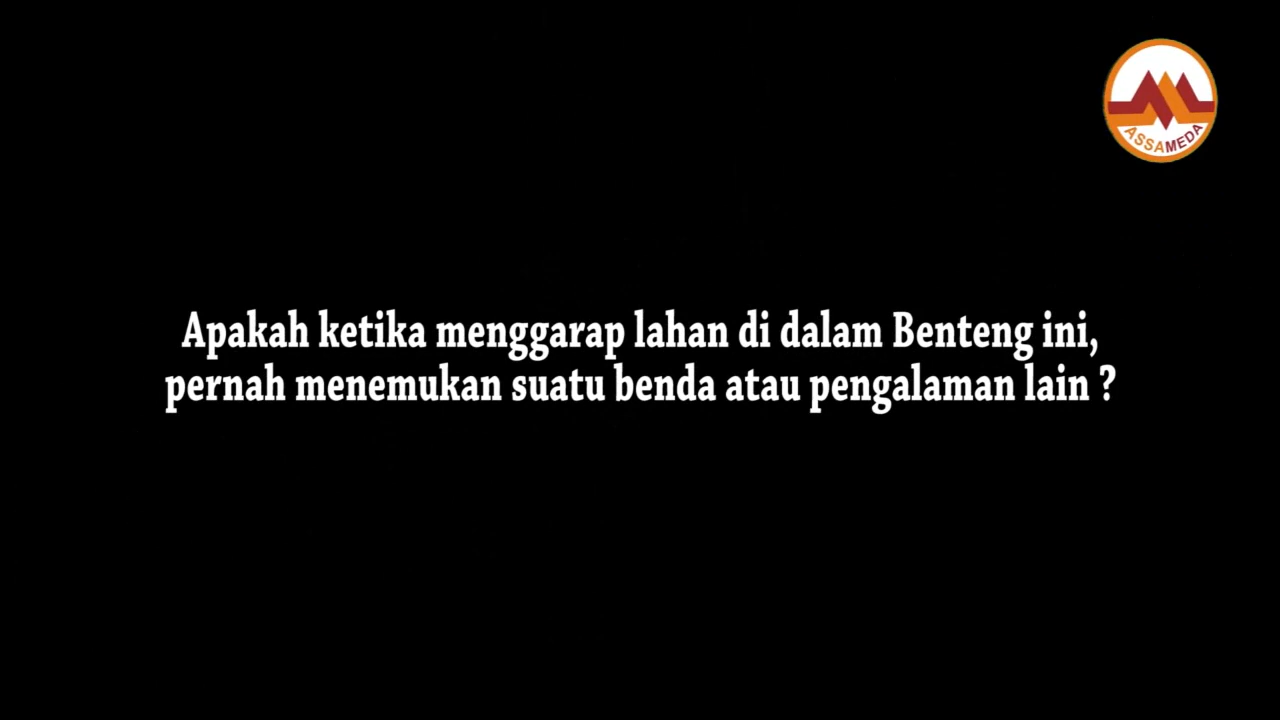 ASSAMEDA
Apakah ketika menggarap lahan di dalam Benteng ini,
pernah menemukan suatu benda atau pengalaman lain ?